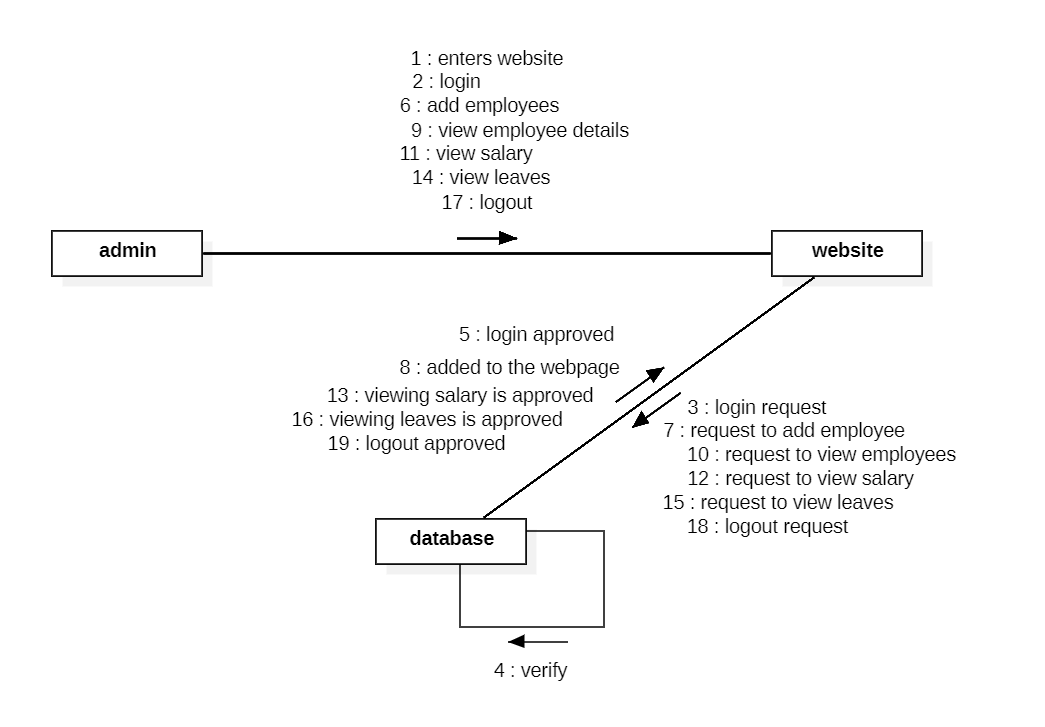 1 : enters website
2 : login
6 : add employees
9 : view employee details
11 : view salary
14 : view leaves
17 : logout
admin
website
5 : login approved
8 : added to the webpage
13 : viewing salary is approved
16 : viewing leaves is approved
19 : logout approved
3 : login request
7 : request to add employee
10 : request to view employees
12 : request to view salary
15 : request to view leaves
18 : logout request
database
4 : verify